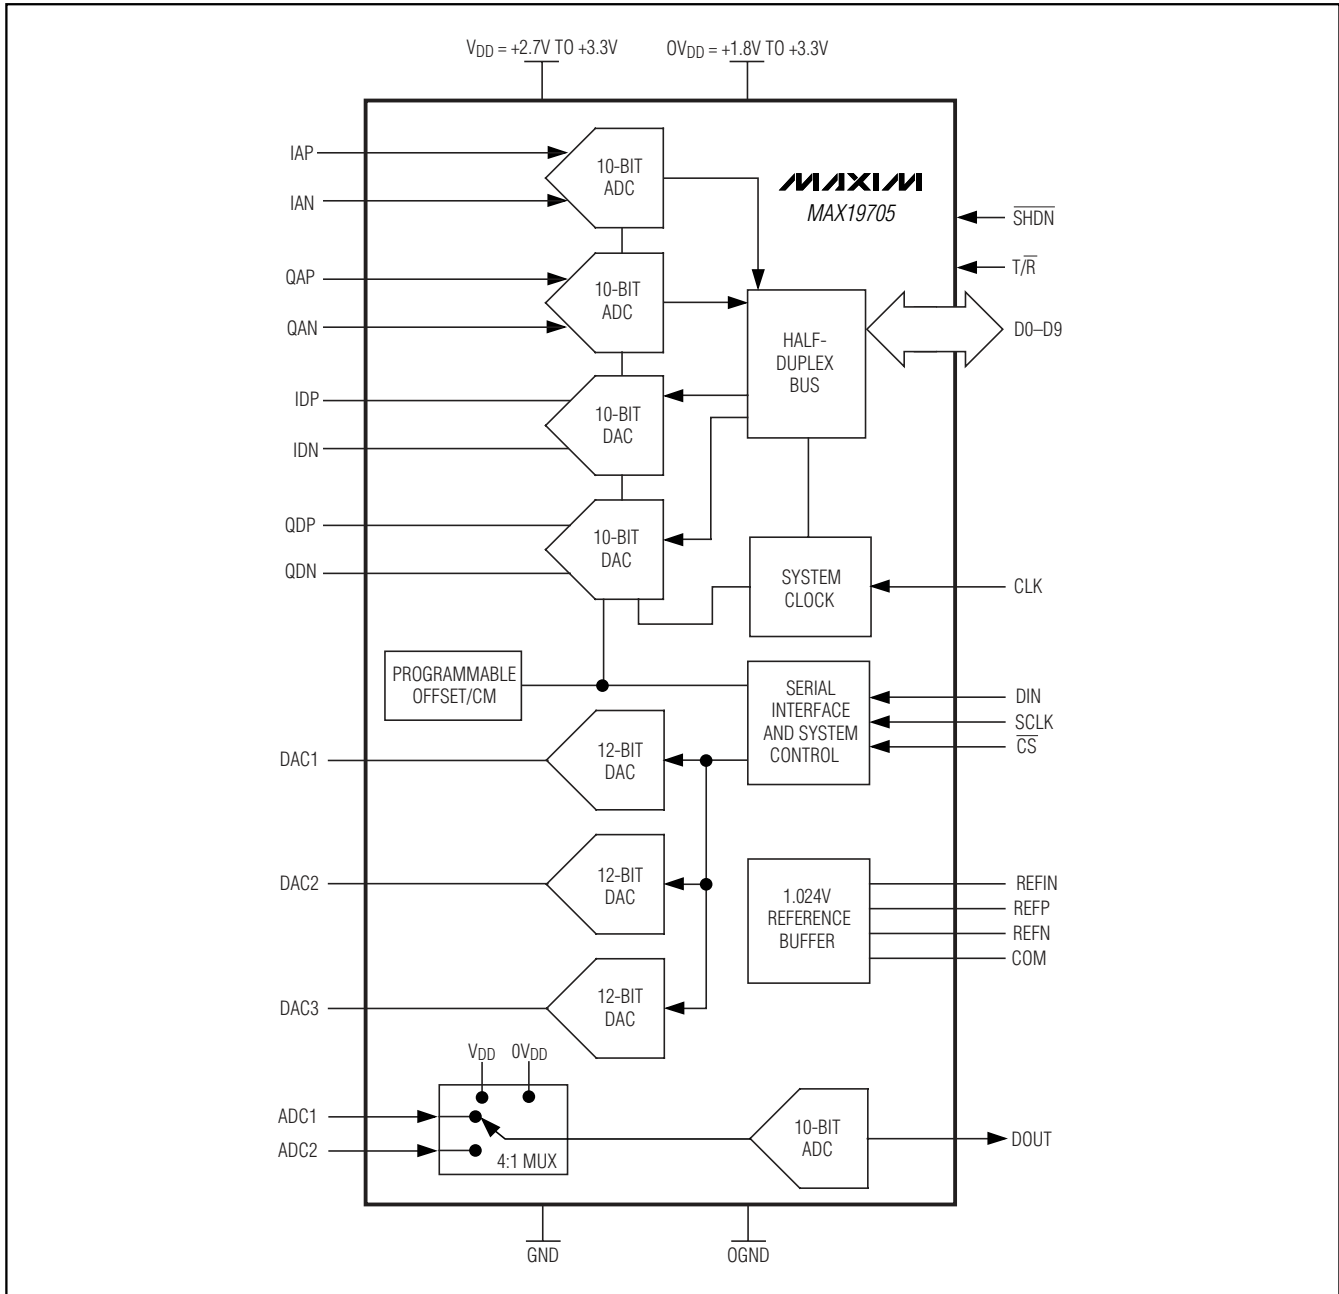 VDD = +2.7V TO +3.3V
OVDD = +1.8V TO +3.3V
IAP
IAN
10-BIT
ADC
MAXIM
MAX19705
SHDN
T/R
QAP
QAN
10-BIT
ADC
HALF-
DUPLEX
BUS
D0–D9
IDP
IDN
10-BIT
DAC
QDP
QDN
10-BIT
DAC
SYSTEM
CLOCK
CLK
PROGRAMMABLE
OFFSET/CM
SERIAL
INTERFACE
AND SYSTEM
CONTROL
DIN
SCLK
CS
DAC1
12-BIT
DAC
DAC2
12-BIT
DAC
1.024V
REFERENCE
BUFFER
REFIN
REFP
REFN
COM
DAC3
12-BIT
DAC
VDD
0VDD
ADC1
ADC2
4:1 MUX
10-BIT
ADC
DOUT
GND
OGND